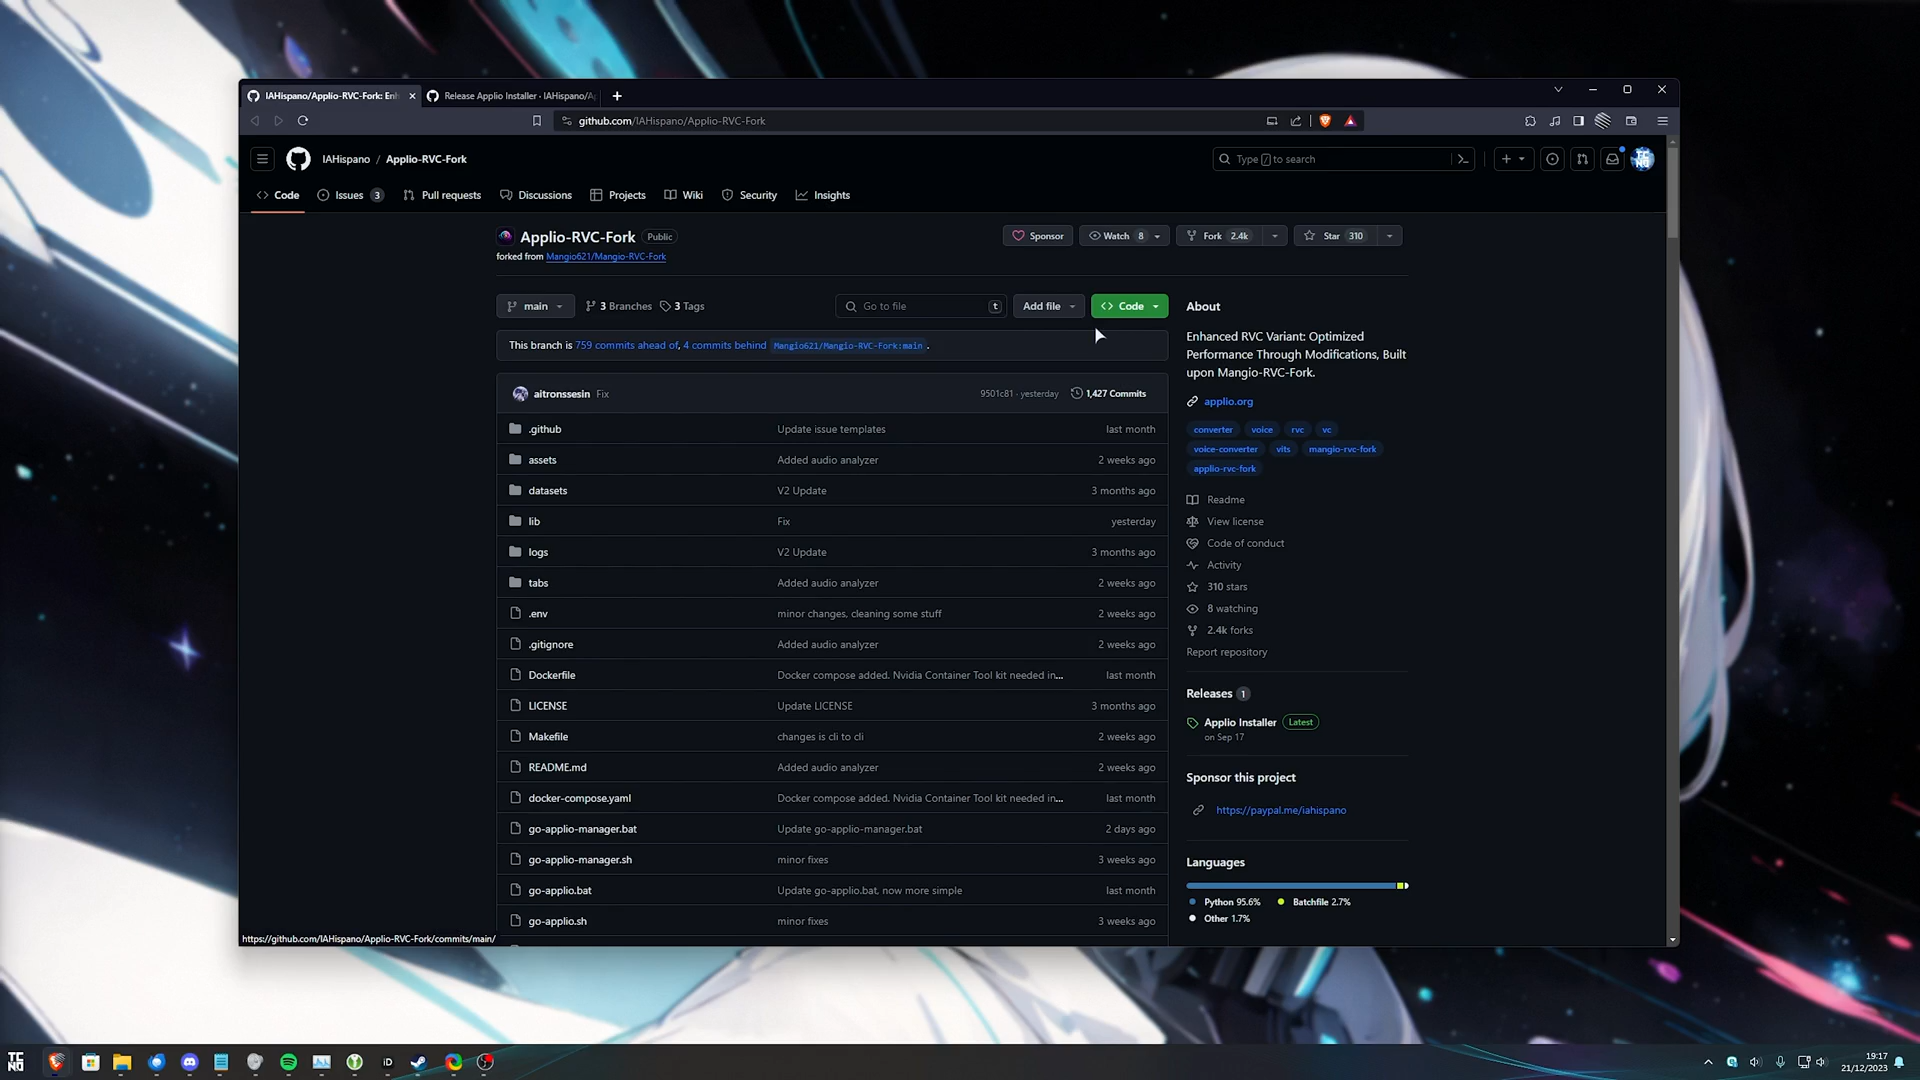 IAHispano/Applio-RVC-Fork: Enh
Release Applio Installer · IAHispano/A
github.com/IAHispano/Applio-RVC-Fork
IAHispano / Applio-RVC-Fork
Type / to search
Code
Issues 3
Pull requests
Discussions
Projects
Wiki
Security
Insights
Applio-RVC-Fork Public
forked from Mangio621/Mangio-RVC-Fork
Sponsor
Watch 8
Fork 2.4k
Star 310
main
3 Branches
3 Tags
Go to file t
Add file
Code
This branch is 759 commits ahead of, 4 commits behind Mangio621/Mangio-RVC-Fork:main .
aitronssesin Fix 9501c81 · yesterday 1,427 Commits
.github Update issue templates last month
assets Added audio analyzer 2 weeks ago
datasets V2 Update 3 months ago
lib Fix yesterday
logs V2 Update 3 months ago
tabs Added audio analyzer 2 weeks ago
.env minor changes, cleaning some stuff 2 weeks ago
.gitignore Added audio analyzer 2 weeks ago
Dockerfile Docker compose added. Nvidia Container Tool kit needed in... last month
LICENSE Update LICENSE 3 months ago
Makefile changes is cli to cli 2 weeks ago
README.md Added audio analyzer 2 weeks ago
docker-compose.yaml Docker compose added. Nvidia Container Tool kit needed in... last month
go-applio-manager.bat Update go-applio-manager.bat 2 days ago
go-applio-manager.sh minor fixes 3 weeks ago
go-applio.bat Update go-applio.bat, now more simple last month
go-applio.sh minor fixes 3 weeks ago
About
Enhanced RVC Variant: Optimized
Performance Through Modifications, Built
upon Mangio-RVC-Fork.
applio.org
converter voice rvc vc
voice-converter vits mangio-rvc-fork
applio-rvc-fork
Readme
View license
Code of conduct
Activity
310 stars
8 watching
2.4k forks
Report repository
Releases 1
Applio Installer Latest
on Sep 17
Sponsor this project
https://paypal.me/iahispano
Languages
Python 95.6% Batchfile 2.7%
Other 1.7%
https://github.com/IAHispano/Applio-RVC-Fork/commits/main/
TC
NO
iD
19:17
21/12/2023